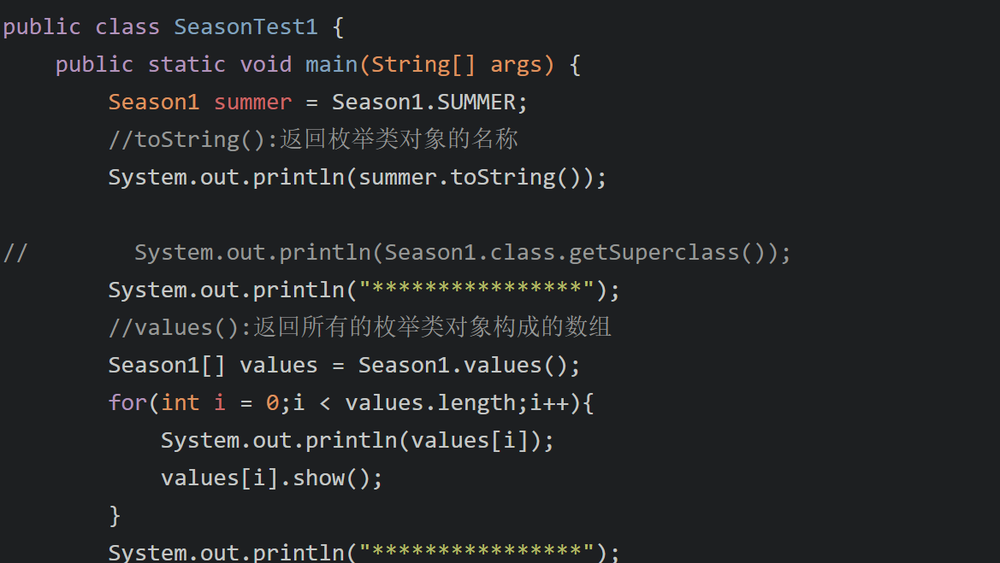 public class SeasonTest1 {
    public static void main(String[] args) {
        Season1 summer = Season1.SUMMER;
        //toString():返回枚举类对象的名称
        System.out.println(summer.toString());
//        System.out.println(Season1.class.getSuperclass());
        System.out.println("****************");
        //values():返回所有的枚举类对象构成的数组
        Season1[] values = Season1.values();
        for(int i = 0;i < values.length;i++){
            System.out.println(values[i]);
            values[i].show();
        }
        System.out.println("****************");